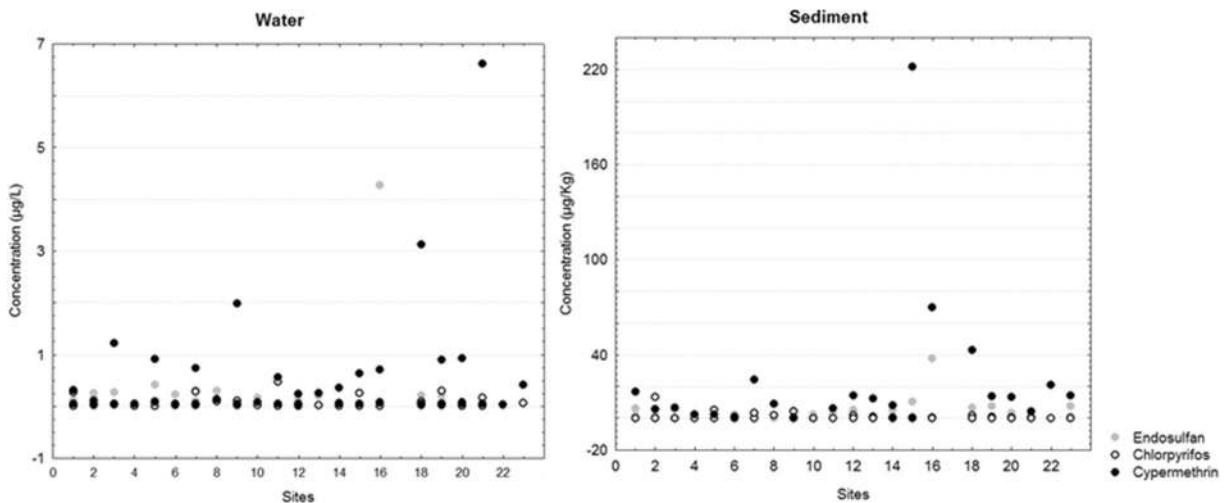 Water
Concentration (µg/L)
7
5
3
1
-1
0 2 4 6 8 10 12 14 16 18 20 22
Sites
Sediment
Concentration (µg/Kg)
220
160
100
40
-20
0 2 4 6 8 10 12 14 16 18 20 22
Sites
Endosulfan
Chlorpyrifos
Cypermethrin